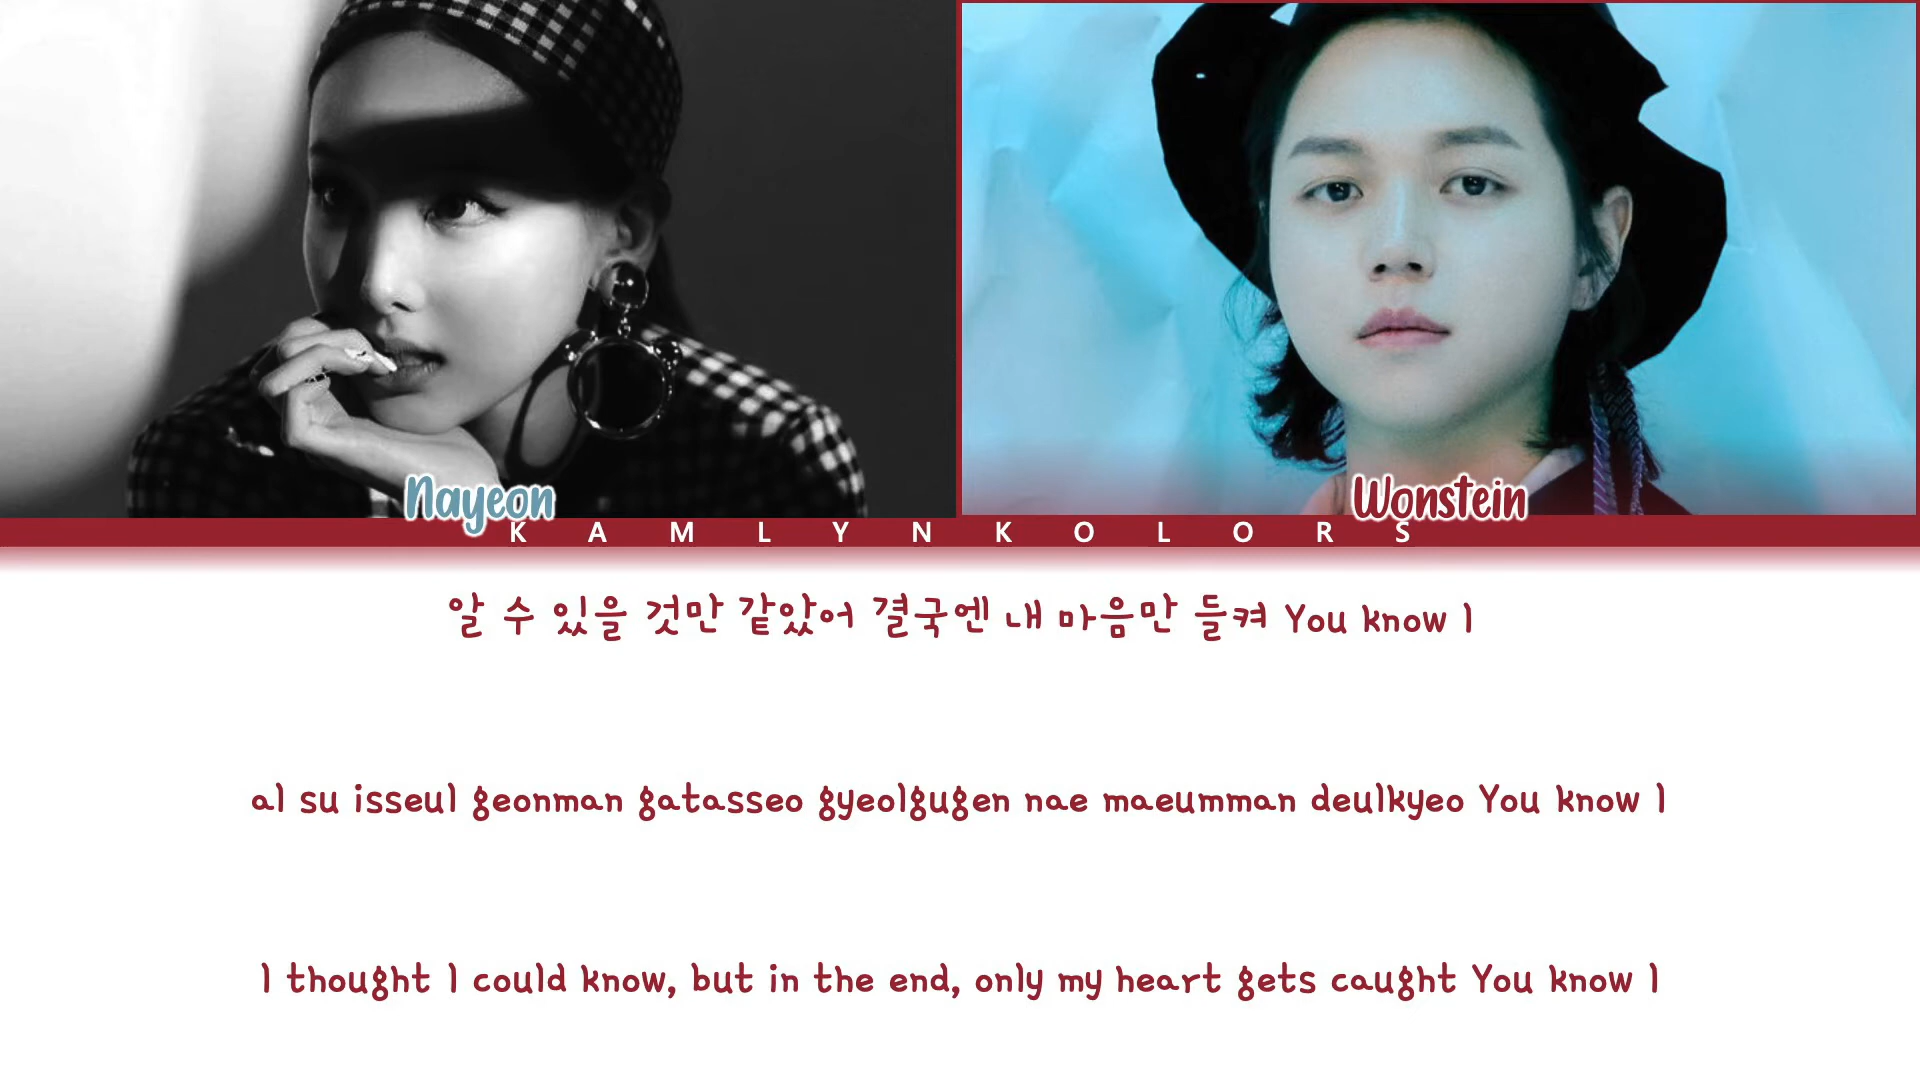 Nayeon
Wonstein
KAMLYNKOLORS
알 수 있을 것만 같았어 결국엔 내 마음만 들켜 You know I
al su isseul geonman gatasseo gyeolgugen nae maeumman deulkyeo You know I
I thought I could know, but in the end, only my heart gets caught You know I